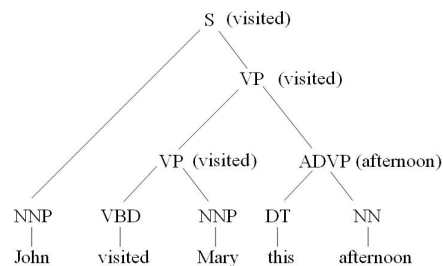 S (visited)
VP (visited)
VP (visited) ADVP (afternoon)
NNP VBD NNP DT NN
John visited Mary this afternoon